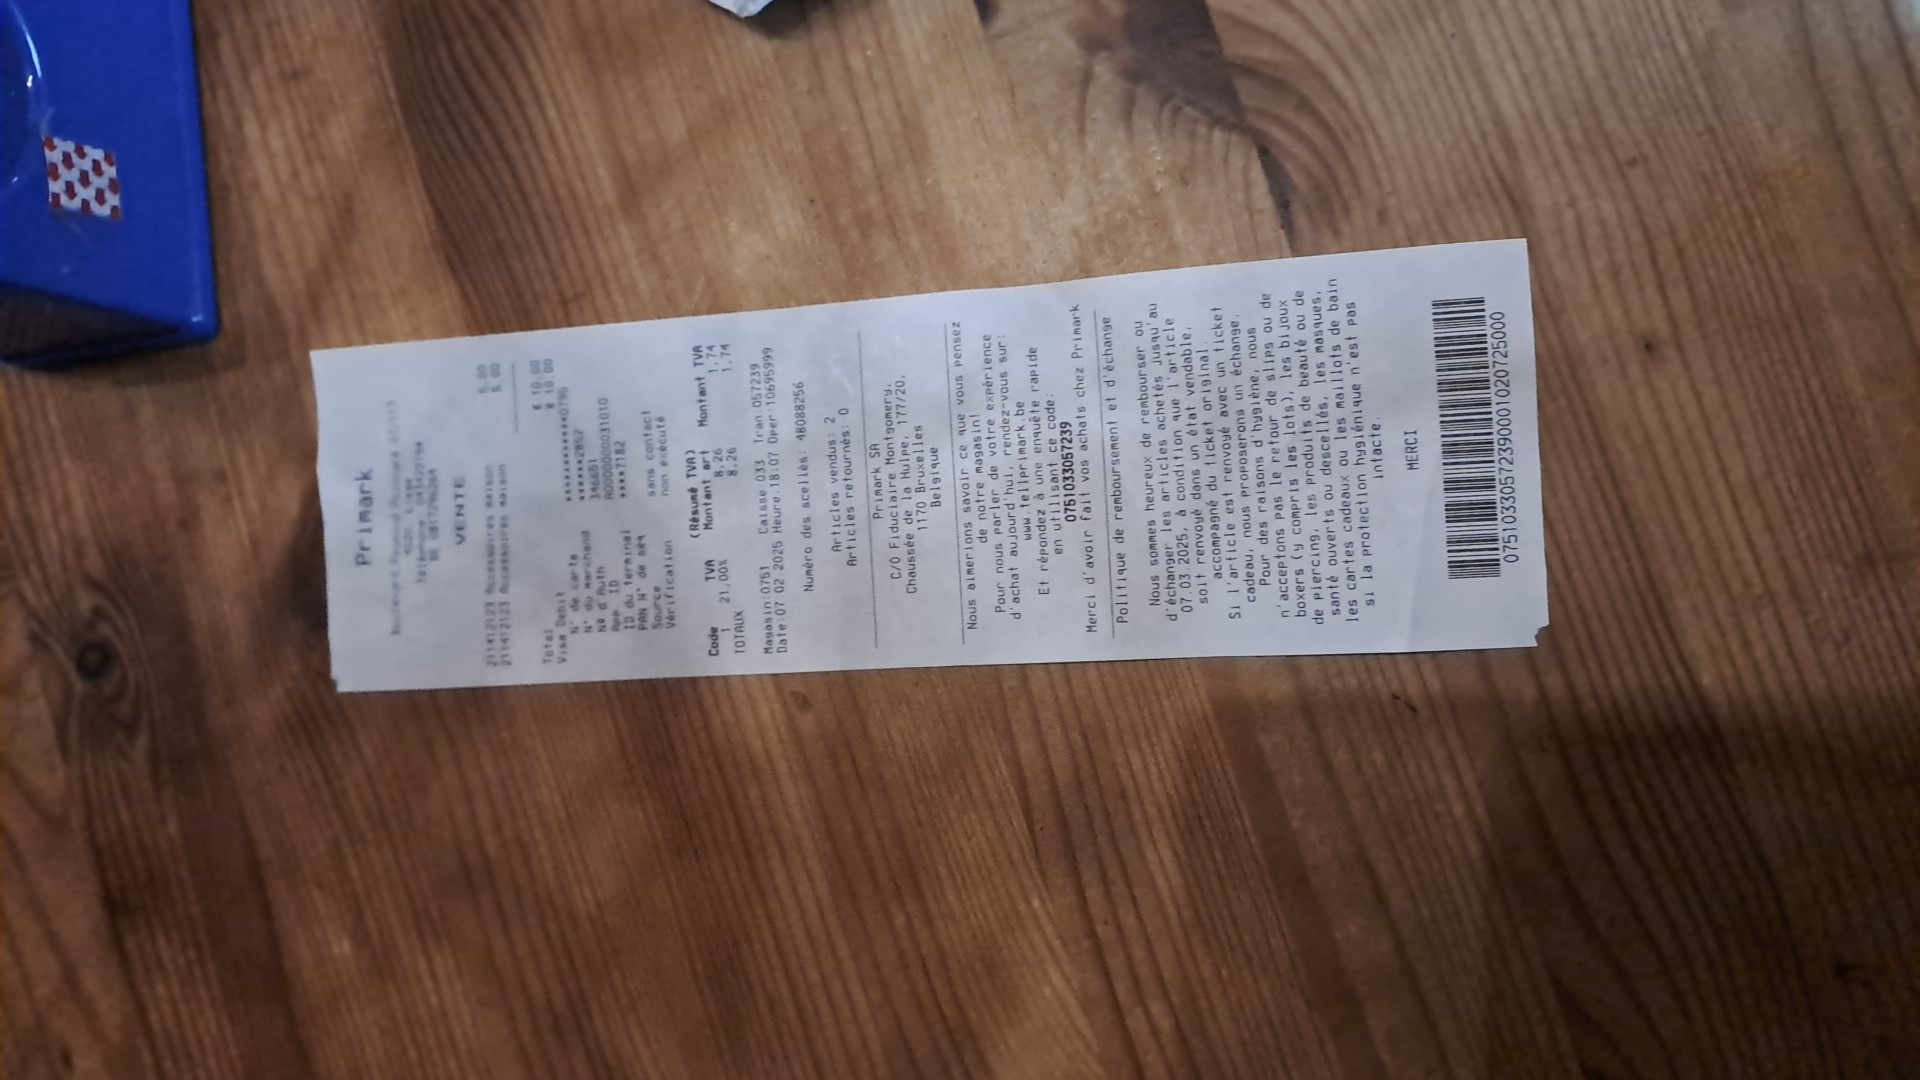 Primark
VENTE
Accessoires maison 5.00
Accessoires maison 5.00
Total € 10.00
Visa Debit € 10.00
N° de carte
N° du marchand ******2952
N° d'Auth 346651
App ID A0000000031010
ID du terminal ****7182
PAN N° de séq
Source sans contact
Vérification non exécuté
(Résumé TVA)
Code TVA Montant art Montant TVA
1 21,00% 8,26 1,74
TOTAUX 8,26 1,74
Magasin:0751 Caisse:033 Tran:057239
Date:07 02 2025 Heure:18:07 Oper:10695999
Numéro des scellés: 48088256
Articles vendus: 2
Articles retournés: 0
Primark SA
C/O Fiduciaire Montgomery,
Chaussée de la Hulpe, 177/20,
1170 Bruxelles
Belgique
Nous aimerions savoir ce que vous pensez
de notre magasin!
Pour nous parler de votre expérience
d'achat aujourd'hui, rendez-vous sur:
www.tellprimark.be
Et répondez à une enquête rapide
en utilisant ce code:
0751033057239
Merci d'avoir fait vos achats chez Primark
Politique de remboursement et d'échange
Nous sommes heureux de rembourser ou
d'échanger les articles achetés jusqu'au
07.03.2025, à condition que l'article
soit renvoyé dans un état vendable,
accompagné du ticket original.
Si l'article est renvoyé avec un ticket
cadeau, nous proposerons un échange.
Pour des raisons d'hygiène, nous
n'acceptons pas le retour de slips ou de
boxers (y compris les lots), les bijoux
de piercing, les produits de beauté ou de
santé ouverts ou descellés, les masques,
les cartes cadeaux ou les maillots de bain
si la protection hygiénique n'est pas
intacte.
MERCI
07510330572390001020725000